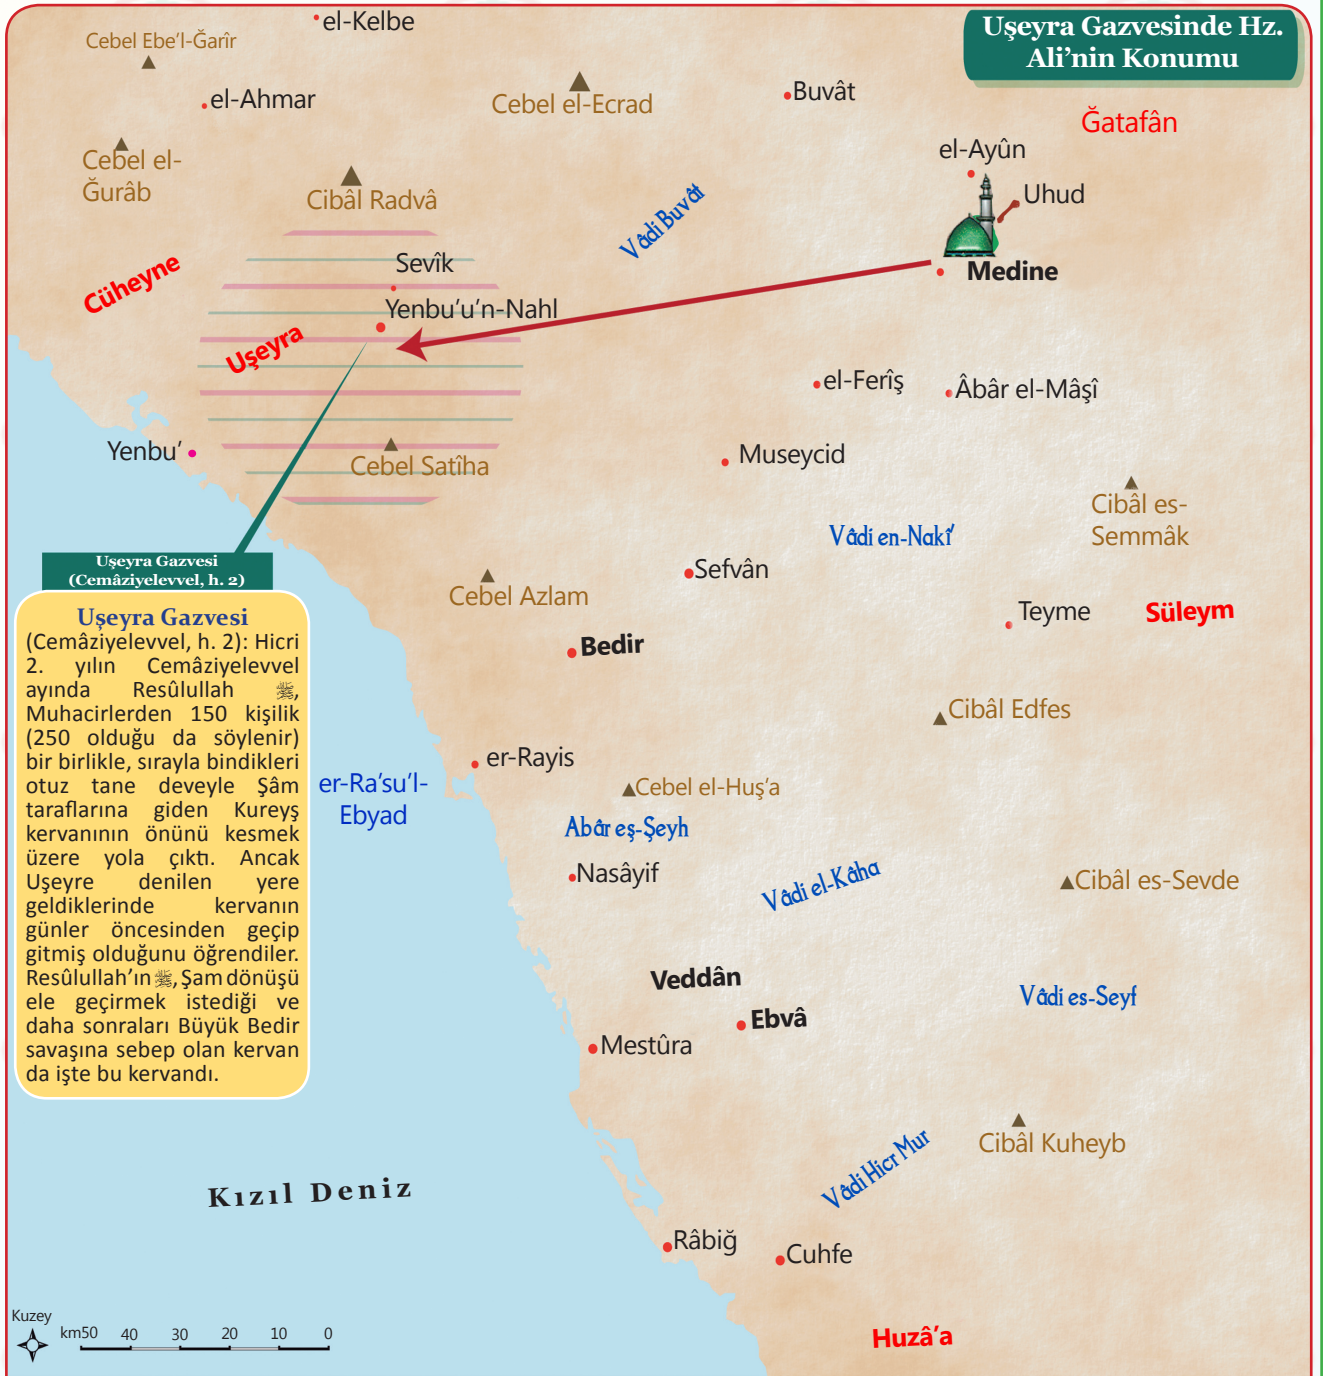 Uşeyra Gazvesinde Hz.
Ali’nin Konumu
el-Kelbe
Cebel Ebe’l-Ğarîr
el-Ahmar
Cebel el-Ecrad
Buvât
Ğatafân
el-Ayûn
Cebel el-
Ğurâb
Cibâl Radvâ
Uhud
Vâdi Buvât
Medine
Sevîk
Cüheyne
Yenbu‘u’n-Nahl
Uşeyra
el-Ferîş
Âbâr el-Mâşî
Yenbu‘
Cebel Satîha
Museycid
Cibâl es-
Semmâk
Vâdi en-Nakî‘
Sefvân
Uşeyra Gazvesi
(Cemâziyelevvel, h. 2)
Cebel Azlam
Teyme
Süleym
Bedir
Uşeyra Gazvesi
(Cemâziyelevvel, h. 2): Hicri
2. yılın Cemâziyelevvel
ayında Resûlullah ﷺ,
Muhacirlerden 150 kişilik
(250 olduğu da söylenir)
bir birlikle, sırayla bindikleri
otuz tane deveyle Şâm
taraflarına giden Kureyş
kervanının önünü kesmek
üzere yola çıktı. Ancak
Uşeyre denilen yere
geldiklerinde kervanın
günler öncesinden geçip
gitmiş olduğunu öğrendiler.
Resûlullah’ın ﷺ, Şam dönüşü
ele geçirmek istediği ve
daha sonraları Büyük Bedir
savaşına sebep olan kervan
da işte bu kervandı.
Cibâl Edfes
er-Rayis
er-Ra’su’l-
Ebyad
Cebel el-Huş‘a
Abâr eş-Şeyh
Nasâyif
Vâdi el-Kâha
Cibâl es-Sevde
Veddân
Vâdi es-Seyf
Ebvâ
Mestûra
Cibâl Kuheyb
Vâdi Hicr Mur
Kızıl Deniz
Râbiğ
Cuhfe
Huzâ‘a
Kuzey
km50 40 30 20 10 0